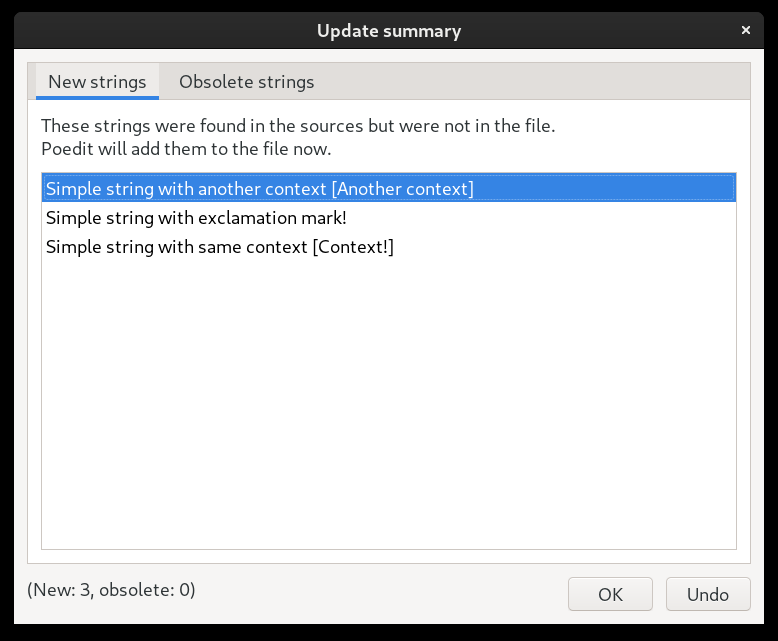 Update summary
New strings
Obsolete strings
These strings were found in the sources but were not in the file.
Poedit will add them to the file now.
Simple string with another context [Another context]
Simple string with exclamation mark!
Simple string with same context [Context!]
(New: 3, obsolete: 0)
OK
Undo